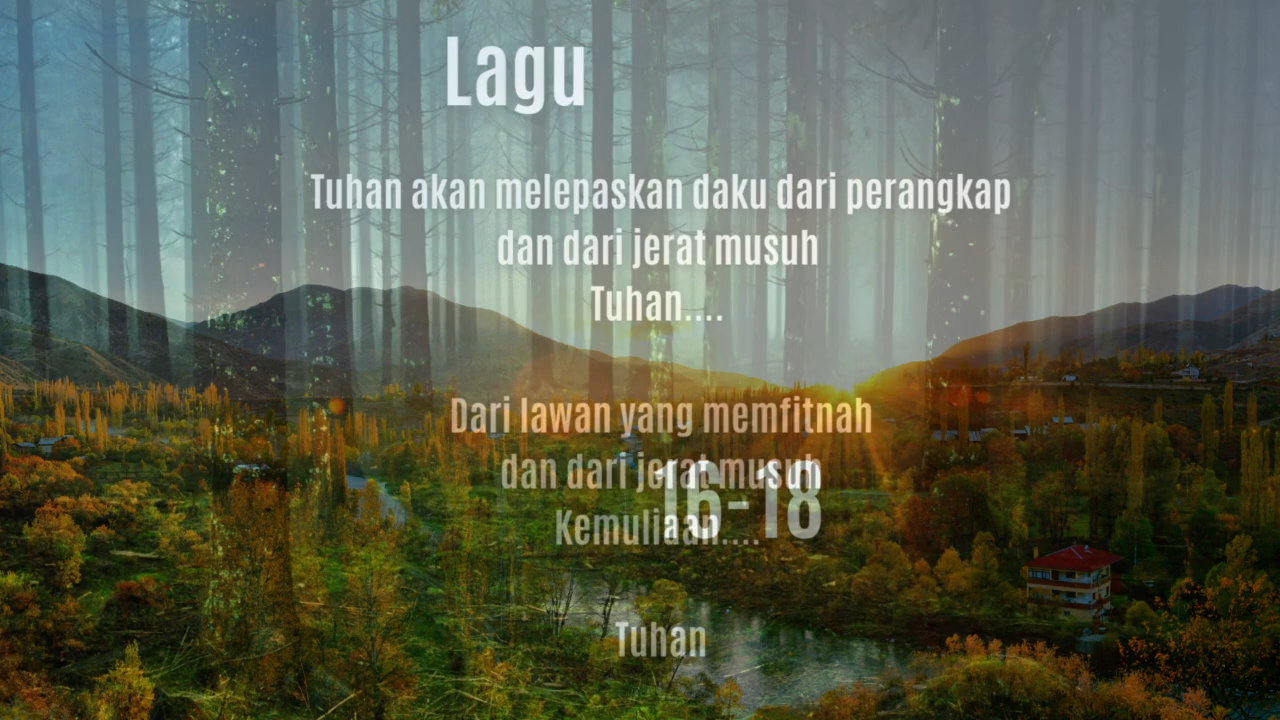 Lagu
Tuhan akan melepaskan daku dari perangkap
dan dari jerat musuh
Tuhan....
Dari lawan yang memfitnah
dan dari jerat musuh
16-18
Kemuliaan....
Tuhan